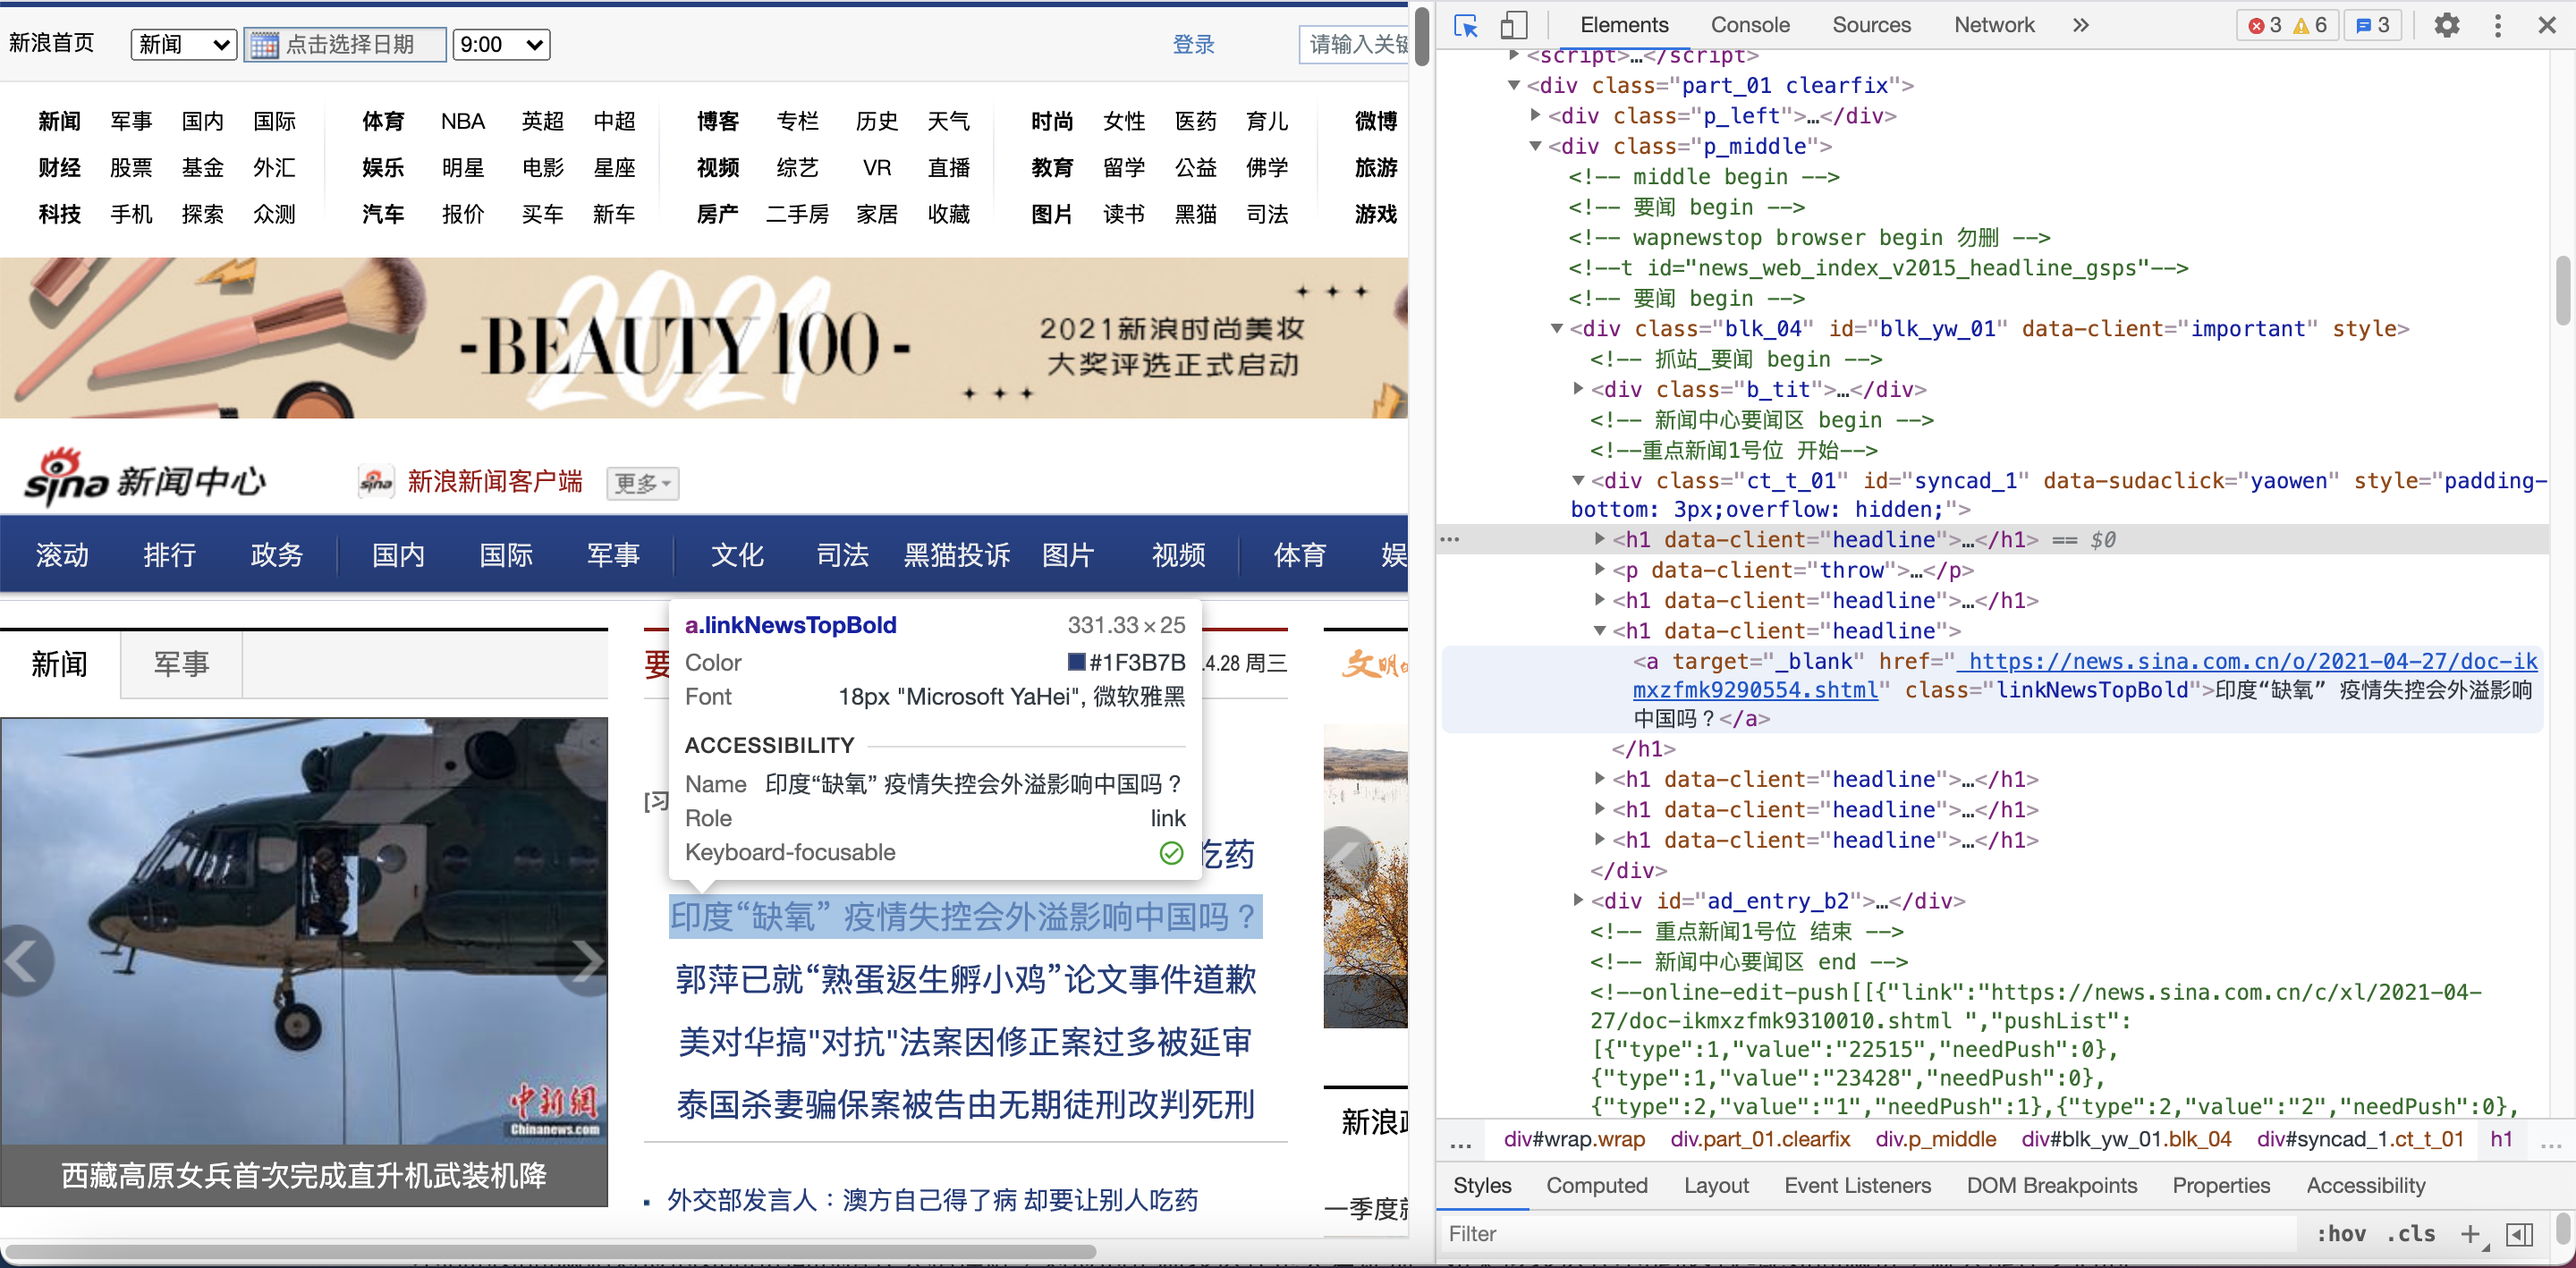 新浪首页 新闻 点击选择日期 9:00 登录 请输入关键
新闻 军事 国内 国际 体育 NBA 英超 中超 博客 专栏 历史 天气 时尚 女性 医药 育儿 微博
财经 股票 基金 外汇 娱乐 明星 电影 星座 视频 综艺 VR 直播 教育 留学 公益 佛学 旅游
科技 手机 探索 众测 汽车 报价 买车 新车 房产 二手房 家居 收藏 图片 读书 黑猫 司法 游戏
-BEAUTY 100-
2021
2021新浪时尚美妆
大奖评选正式启动
sina 新闻中心 sina 新浪新闻客户端 更多
滚动 排行 政务 国内 国际 军事 文化 司法 黑猫投诉 图片 视频 体育 娱
新闻 军事
中新网
Chinanews.com
西藏高原女兵首次完成直升机武装机降
要 .4.28 周三
[习
a.linkNewsTopBold 331.33×25
Color #1F3B7B
Font 18px "Microsoft YaHei", 微软雅黑
ACCESSIBILITY
Name 印度“缺氧” 疫情失控会外溢影响中国吗？
Role link
Keyboard-focusable
吃药
印度“缺氧” 疫情失控会外溢影响中国吗？
郭萍已就“熟蛋返生孵小鸡”论文事件道歉
美对华搞"对抗"法案因修正案过多被延审
泰国杀妻骗保案被告由无期徒刑改判死刑
外交部发言人：澳方自己得了病 却要让别人吃药
文明
新浪政
一季度就
Elements Console Sources Network » 3 6 3
<script>…</script>
<div class="part_01 clearfix">
<div class="p_left">…</div>
<div class="p_middle">
<!-- middle begin -->
<!-- 要闻 begin -->
<!-- wapnewstop browser begin 勿删 -->
<!--t id="news_web_index_v2015_headline_gsps"-->
<!-- 要闻 begin -->
<div class="blk_04" id="blk_yw_01" data-client="important" style>
<!-- 抓站_要闻 begin -->
<div class="b_tit">…</div>
<!-- 新闻中心要闻区 begin -->
<!--重点新闻1号位 开始-->
<div class="ct_t_01" id="syncad_1" data-sudaclick="yaowen" style="padding-
bottom: 3px;overflow: hidden;">
… <h1 data-client="headline">…</h1> == $0
<p data-client="throw">…</p>
<h1 data-client="headline">…</h1>
<h1 data-client="headline">
<a target="_blank" href=" https://news.sina.com.cn/o/2021-04-27/doc-ik
mxzfmk9290554.shtml" class="linkNewsTopBold">印度“缺氧” 疫情失控会外溢影响
中国吗？</a>
</h1>
<h1 data-client="headline">…</h1>
<h1 data-client="headline">…</h1>
<h1 data-client="headline">…</h1>
</div>
<div id="ad_entry_b2">…</div>
<!-- 重点新闻1号位 结束 -->
<!-- 新闻中心要闻区 end -->
<!--online-edit-push[[{"link":"https://news.sina.com.cn/c/xl/2021-04-
27/doc-ikmxzfmk9310010.shtml ","pushList":
[{"type":1,"value":"22515","needPush":0},
{"type":1,"value":"23428","needPush":0},
{"type":2,"value":"1","needPush":1},{"type":2,"value":"2","needPush":0},
… div#wrap.wrap div.part_01.clearfix div.p_middle div#blk_yw_01.blk_04 div#syncad_1.ct_t_01 h1 …
Styles Computed Layout Event Listeners DOM Breakpoints Properties Accessibility
Filter :hov .cls +